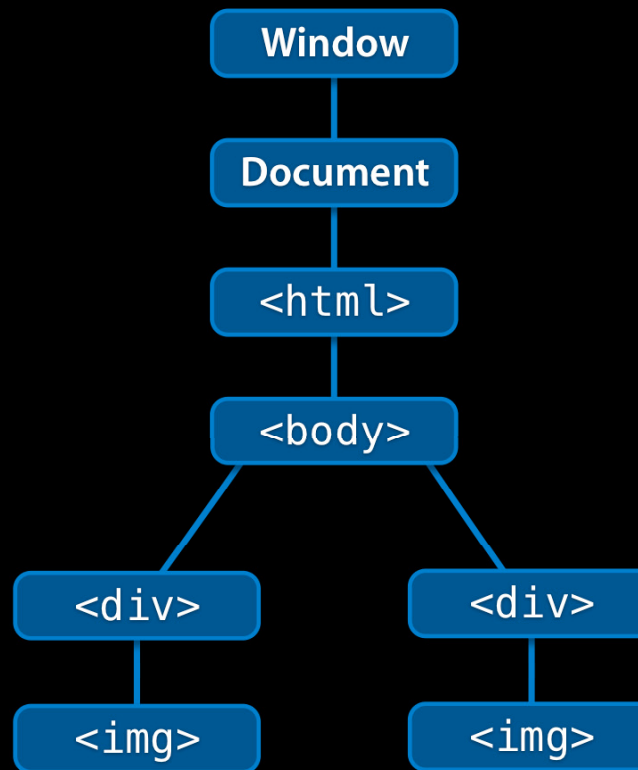 Window
Document
<html>
<body>
<div>
<div>
<img>
<img>